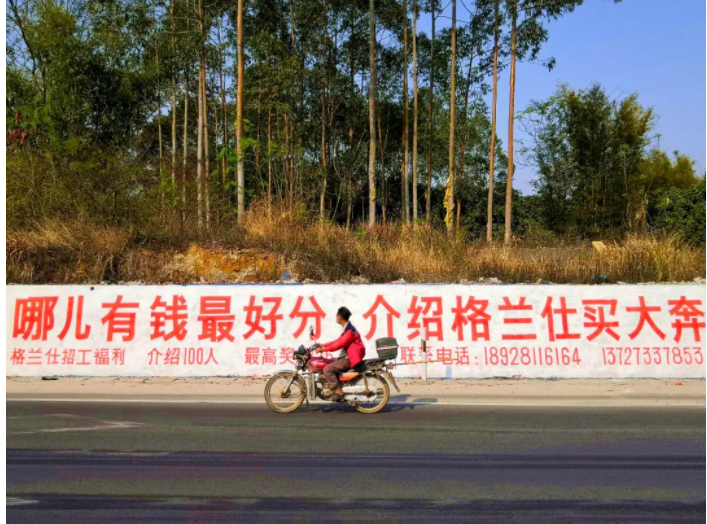 哪儿有钱最好分 介绍格兰仕买大奔
格兰仕招工福利 介绍100人 最高奖 联系电话:18928116164 13727337853